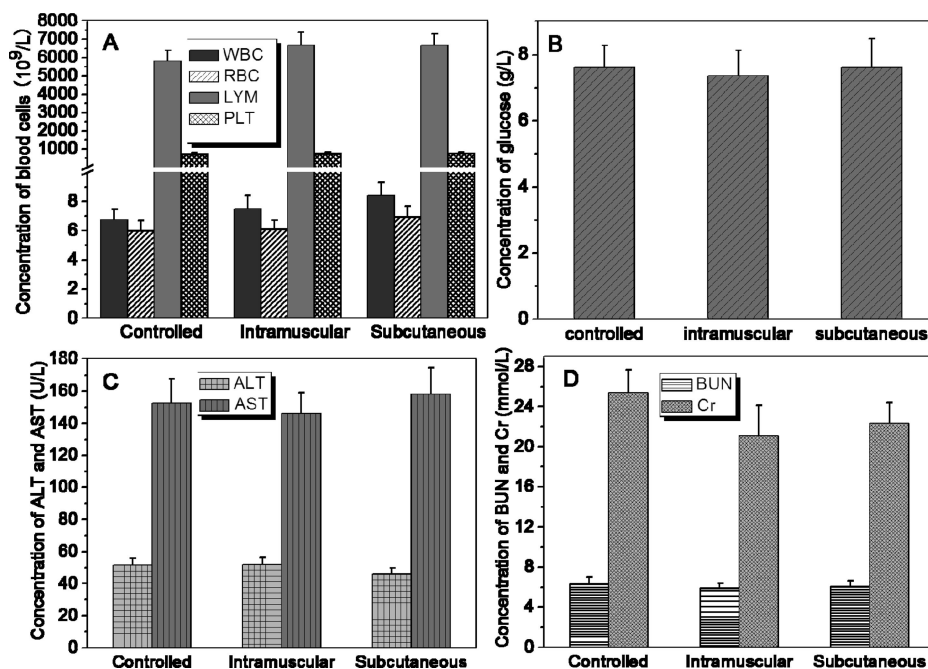 A
WBC
RBC
LYM
PLT
Concentration of blood cells (10^9/L)
8000
7000
6000
5000
4000
3000
2000
1000
8
6
4
2
0
Controlled Intramuscular Subcutaneous
B
Concentration of glucose (g/L)
8
6
4
2
0
controlled intramuscular subcutaneous
C
ALT
AST
Concentration of ALT and AST (U/L)
180
160
140
120
100
80
60
40
20
0
Controlled Intramuscular Subcutaneous
D
BUN
Cr
Concentration of BUN and Cr (mmol/L)
28
24
20
16
12
8
4
0
Controlled Intramuscular Subcutaneous